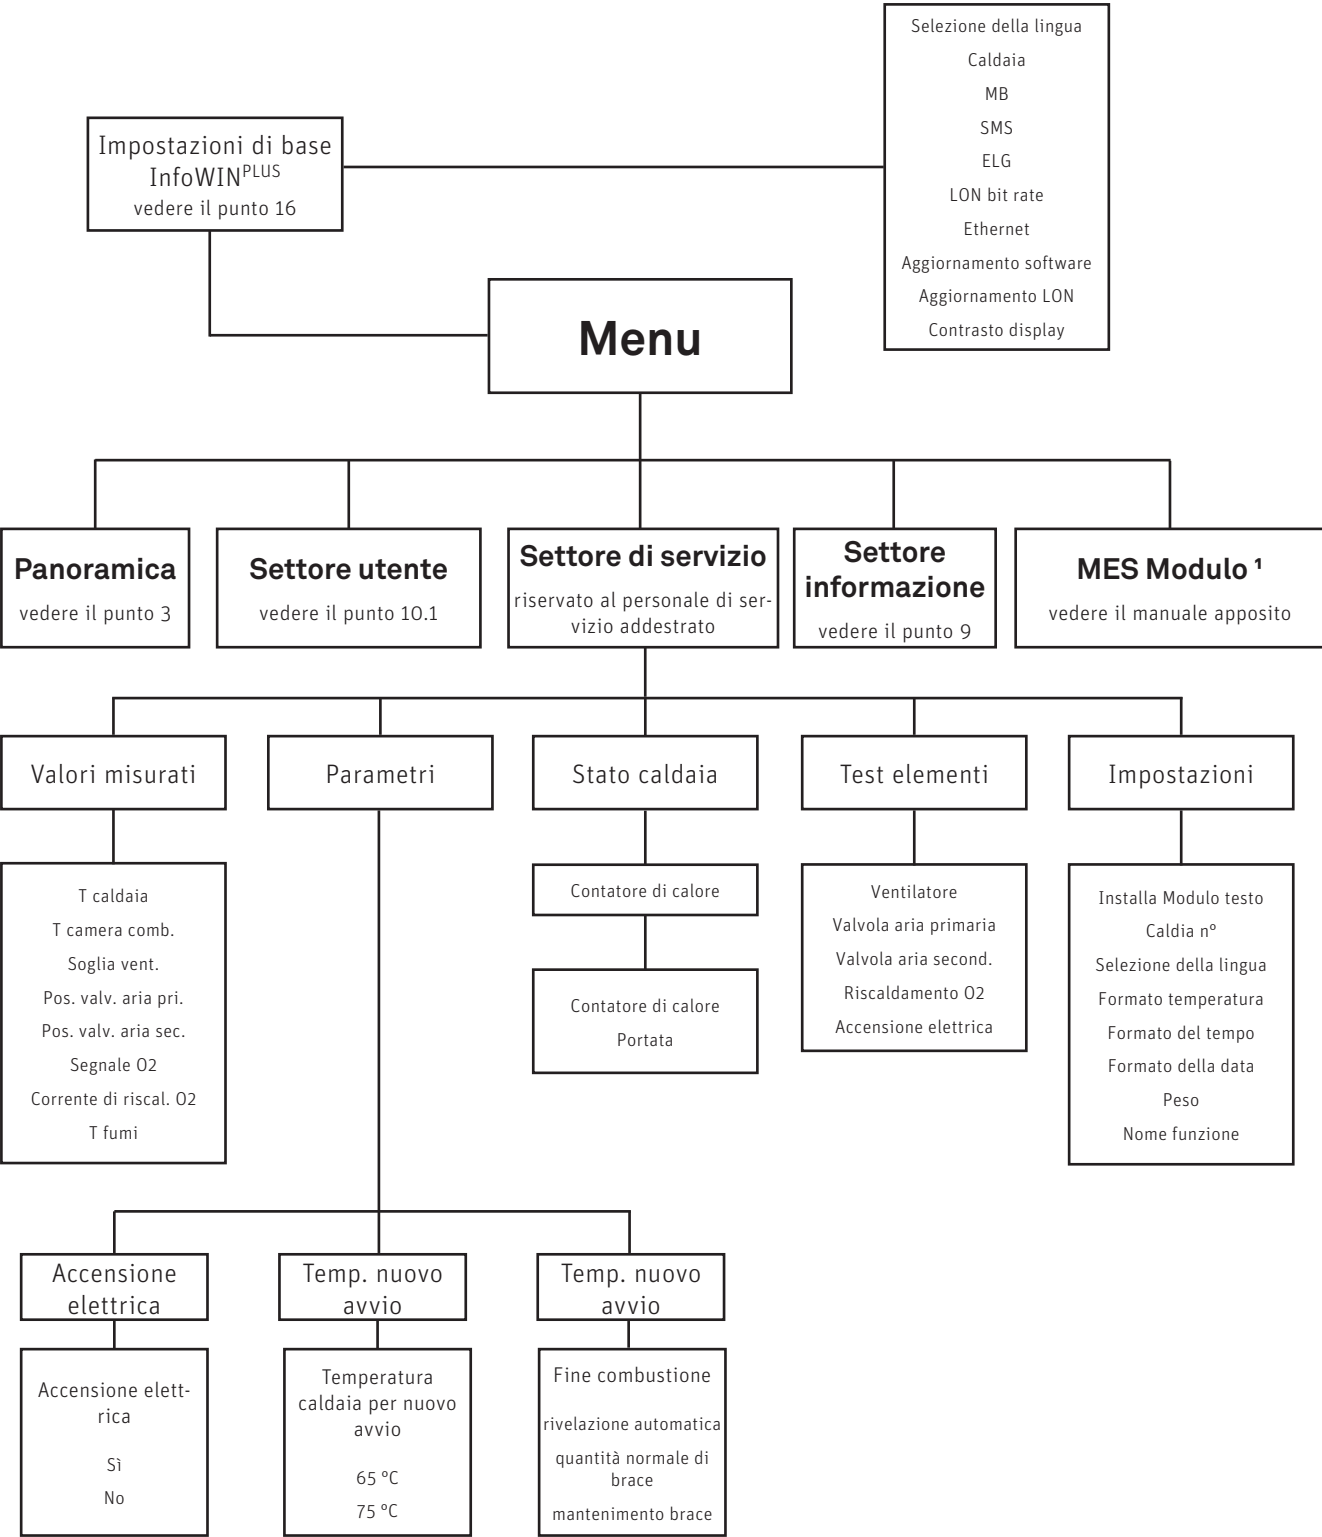 Selezione della lingua
Caldaia
MB
SMS
ELG
LON bit rate
Ethernet
Aggiornamento software
Aggiornamento LON
Contrasto display
Impostazioni di base
InfoWIN^PLUS
vedere il punto 16
Menu
Panoramica
vedere il punto 3
Settore utente
vedere il punto 10.1
Settore di servizio
riservato al personale di ser-
vizio addestrato
Settore
informazione
vedere il punto 9
MES Modulo ¹
vedere il manuale apposito
Valori misurati
Parametri
Stato caldaia
Test elementi
Impostazioni
T caldaia
T camera comb.
Soglia vent.
Pos. valv. aria pri.
Pos. valv. aria sec.
Segnale O2
Corrente di riscal. O2
T fumi
Contatore di calore
Contatore di calore
Portata
Ventilatore
Valvola aria primaria
Valvola aria second.
Riscaldamento O2
Accensione elettrica
Installa Modulo testo
Caldia nº
Selezione della lingua
Formato temperatura
Formato del tempo
Formato della data
Peso
Nome funzione
Accensione
elettrica
Accensione elett-
rica
Sì
No
Temp. nuovo
avvio
Temperatura
caldaia per nuovo
avvio
65 ºC
75 ºC
Temp. nuovo
avvio
Fine combustione
rivelazione automatica
quantità normale di
brace
mantenimento brace